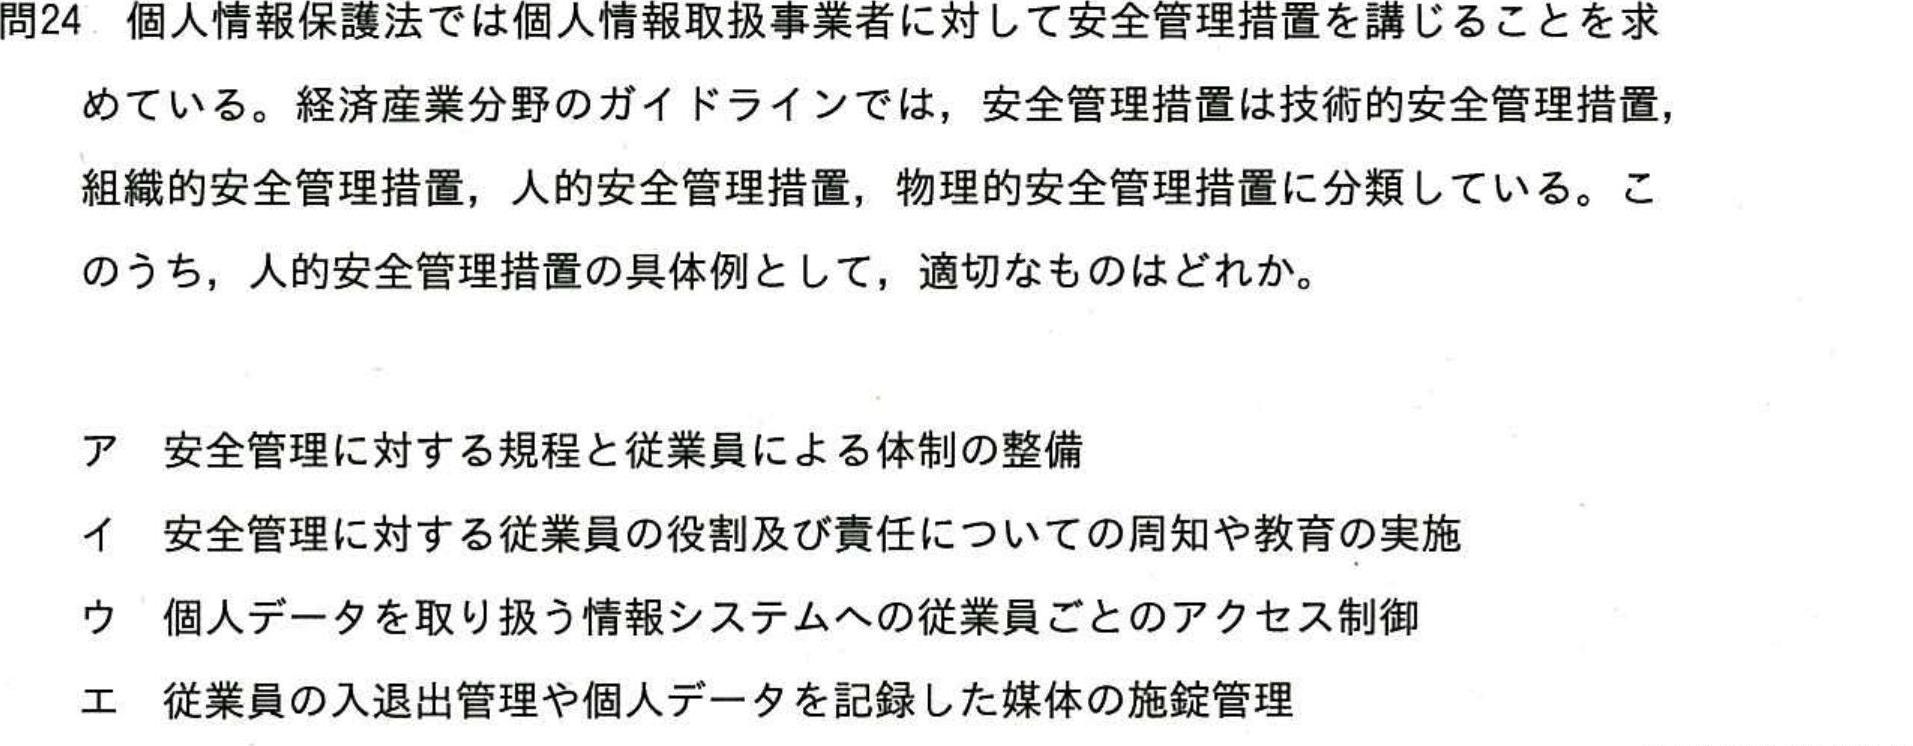 問24 個人情報保護法では個人情報取扱事業者に対して安全管理措置を講じることを求
めている。経済産業分野のガイドラインでは，安全管理措置は技術的安全管理措置，
組織的安全管理措置，人的安全管理措置，物理的安全管理措置に分類している。こ
のうち，人的安全管理措置の具体例として，適切なものはどれか。
ア 安全管理に対する規程と従業員による体制の整備
イ 安全管理に対する従業員の役割及び責任についての周知や教育の実施
ウ 個人データを取り扱う情報システムへの従業員ごとのアクセス制御
エ 従業員の入退出管理や個人データを記録した媒体の施錠管理